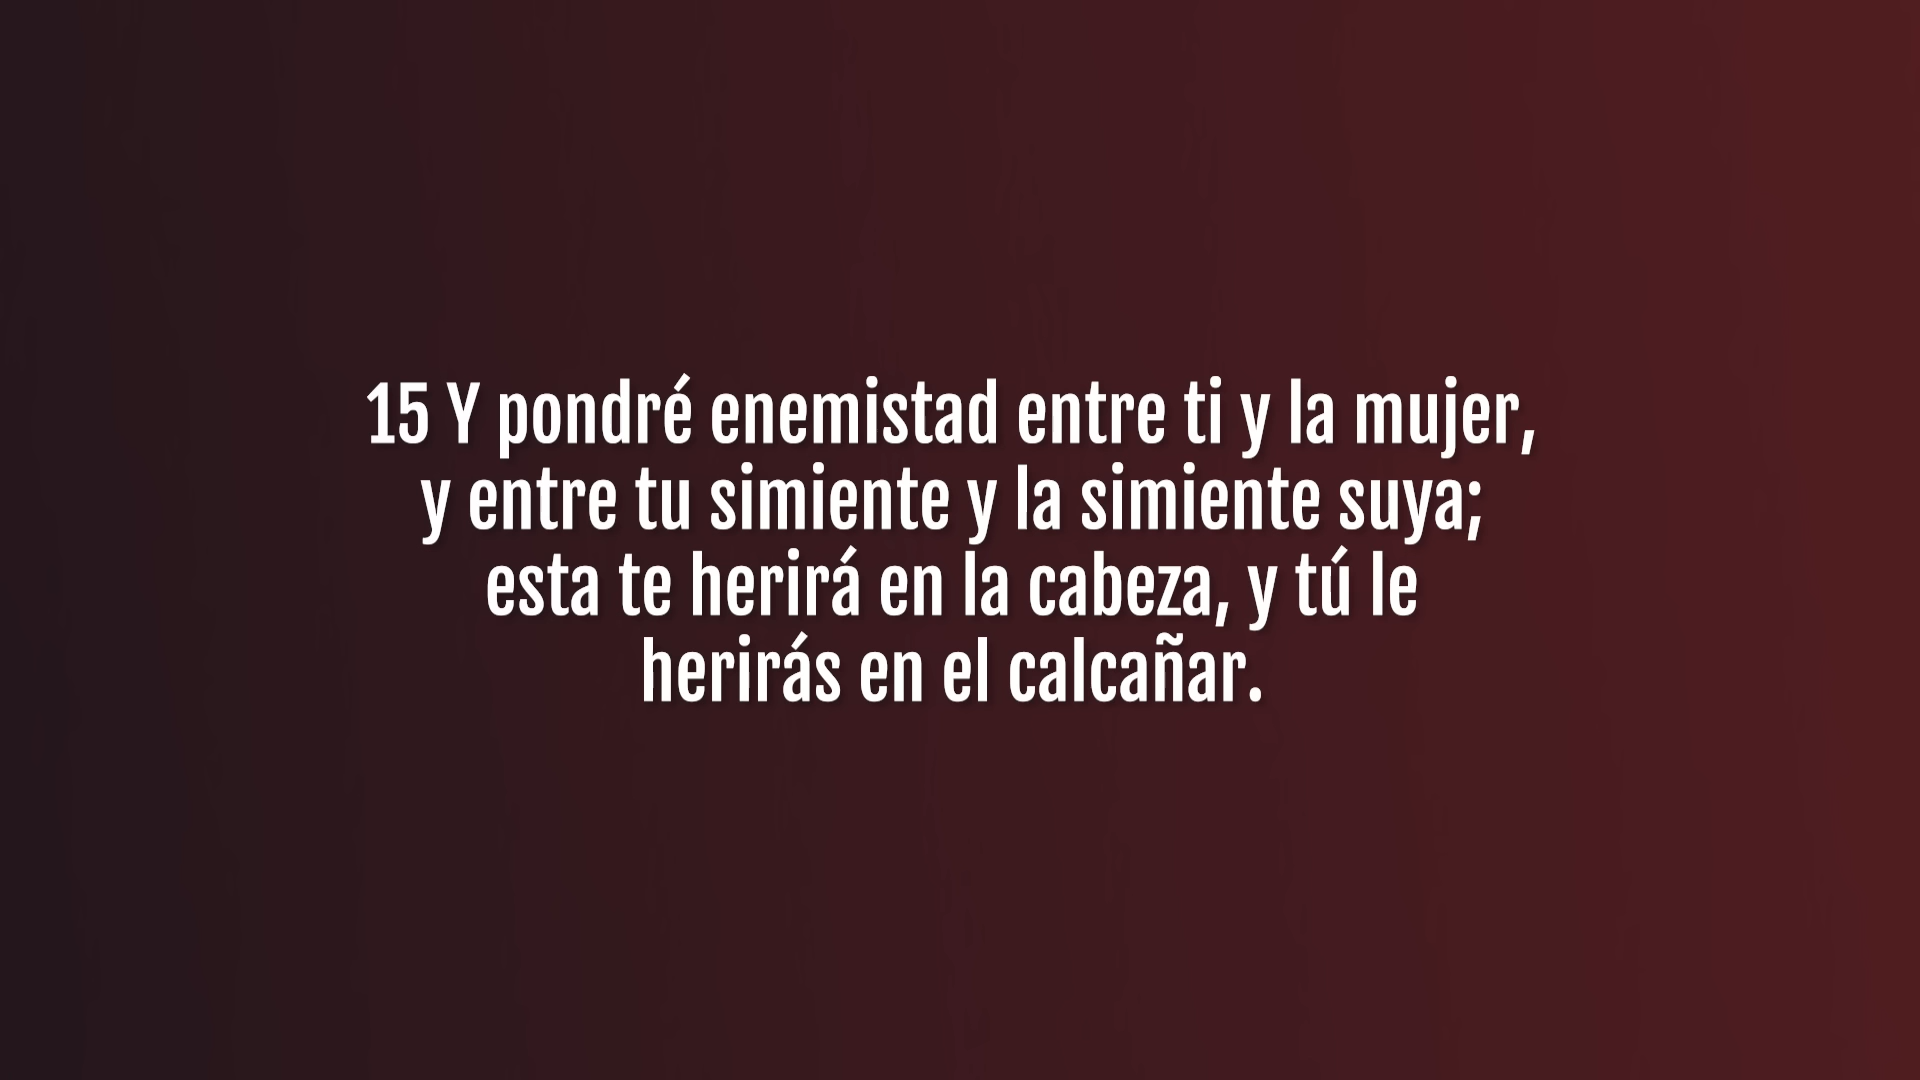 15 Y pondré enemistad entre ti y la mujer,
y entre tu simiente y la simiente suya;
esta te herirá en la cabeza, y tú le
herirás en el calcañar.